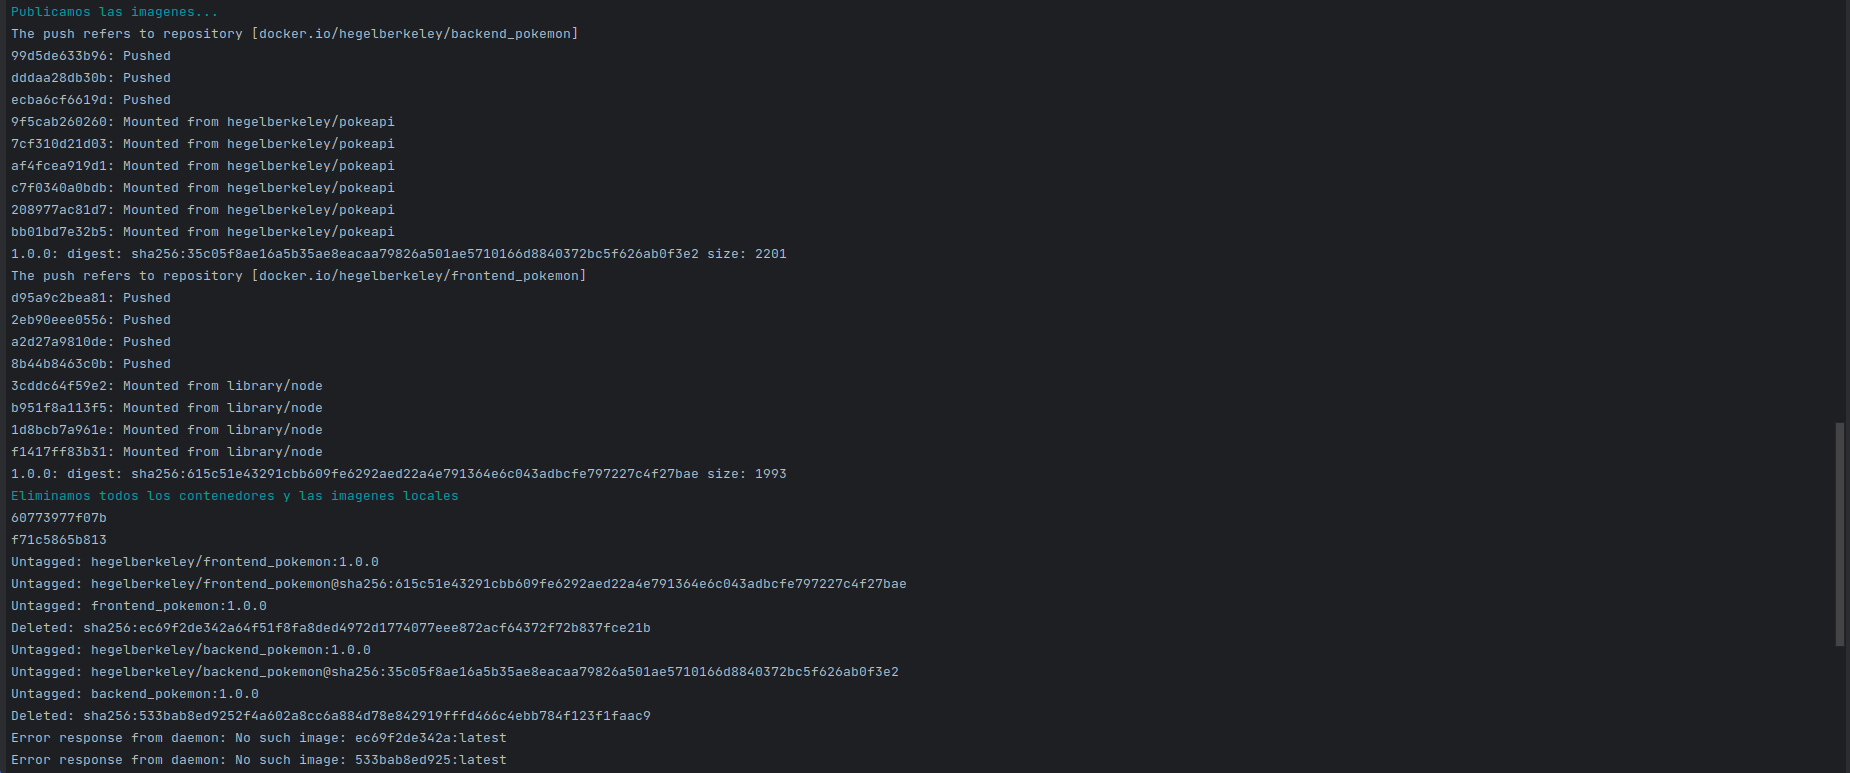 Publicamos las imagenes...
The push refers to repository [docker.io/hegelberkeley/backend_pokemon]
99d5de633b96: Pushed
dddaa28db30b: Pushed
ecba6cf6619d: Pushed
9f5cab260260: Mounted from hegelberkeley/pokeapi
7cf310d21d03: Mounted from hegelberkeley/pokeapi
af4fcea919d1: Mounted from hegelberkeley/pokeapi
c7f0340a0bdb: Mounted from hegelberkeley/pokeapi
208977ac81d7: Mounted from hegelberkeley/pokeapi
bb01bd7e32b5: Mounted from hegelberkeley/pokeapi
1.0.0: digest: sha256:35c05f8ae16a5b35ae8eacaa79826a501ae5710166d8840372bc5f626ab0f3e2 size: 2201
The push refers to repository [docker.io/hegelberkeley/frontend_pokemon]
d95a9c2bea81: Pushed
2eb90eee0556: Pushed
a2d27a9810de: Pushed
8b44b8463c0b: Pushed
3cddc64f59e2: Mounted from library/node
b951f8a113f5: Mounted from library/node
1d8bcb7a961e: Mounted from library/node
f1417ff83b31: Mounted from library/node
1.0.0: digest: sha256:615c51e43291cbb609fe6292aed22a4e791364e6c043adbcfe797227c4f27bae size: 1993
Eliminamos todos los contenedores y las imagenes locales
60773977f07b
f71c5865b813
Untagged: hegelberkeley/frontend_pokemon:1.0.0
Untagged: hegelberkeley/frontend_pokemon@sha256:615c51e43291cbb609fe6292aed22a4e791364e6c043adbcfe797227c4f27bae
Untagged: frontend_pokemon:1.0.0
Deleted: sha256:ec69f2de342a64f51f8fa8ded4972d1774077eee872acf64372f72b837fce21b
Untagged: hegelberkeley/backend_pokemon:1.0.0
Untagged: hegelberkeley/backend_pokemon@sha256:35c05f8ae16a5b35ae8eacaa79826a501ae5710166d8840372bc5f626ab0f3e2
Untagged: backend_pokemon:1.0.0
Deleted: sha256:533bab8ed9252f4a602a8cc6a884d78e842919fffd466c4ebb784f123f1faac9
Error response from daemon: No such image: ec69f2de342a:latest
Error response from daemon: No such image: 533bab8ed925:latest